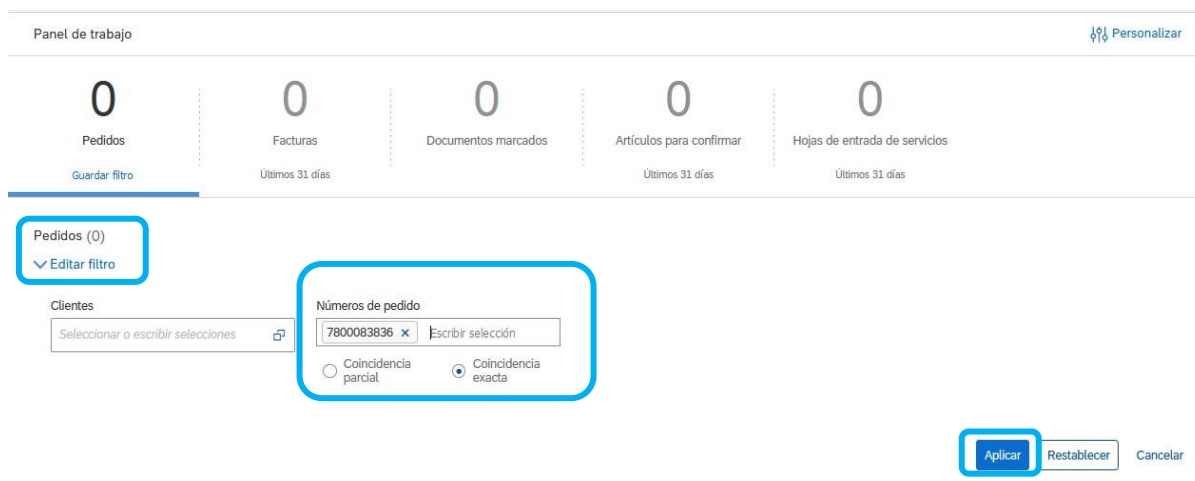 Panel de trabajo
Personalizar
0
0
0
0
0
Pedidos
Facturas
Documentos marcados
Artículos para confirmar
Hojas de entrada de servicios
Guardar filtro
Últimos 31 días
Últimos 31 días
Últimos 31 días
Pedidos (0)
Editar filtro
Clientes
Números de pedido
Seleccionar o escribir selecciones
7800083836 × Escribir selección
Coincidencia
parcial
Coincidencia
exacta
Aplicar
Restablecer
Cancelar